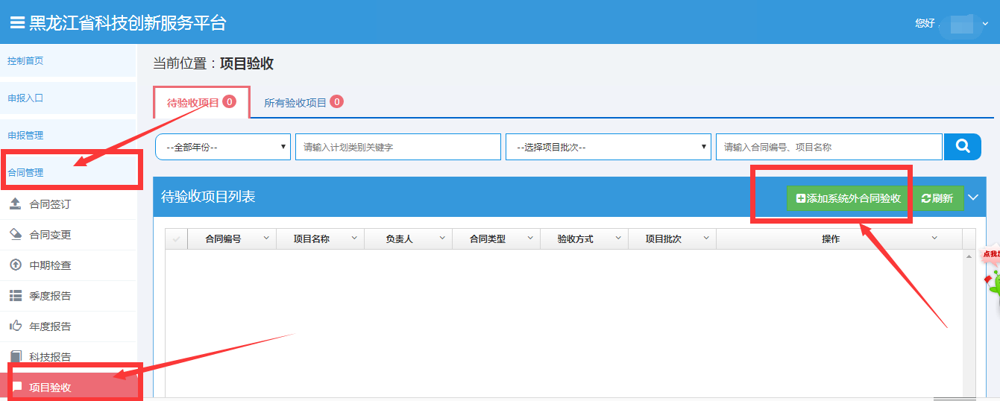 黑龙江省科技创新服务平台
您好，
控制首页
申报入口
申报管理
合同管理
合同签订
合同变更
中期检查
季度报告
年度报告
科技报告
项目验收
当前位置：项目验收
待验收项目 0 所有验收项目 0
--全部年份-- 请输入计划类别关键字 --选择项目批次-- 请输入合同编号、项目名称
待验收项目列表 添加系统外合同验收 刷新
合同编号 项目名称 负责人 合同类型 验收方式 项目批次 操作
点我